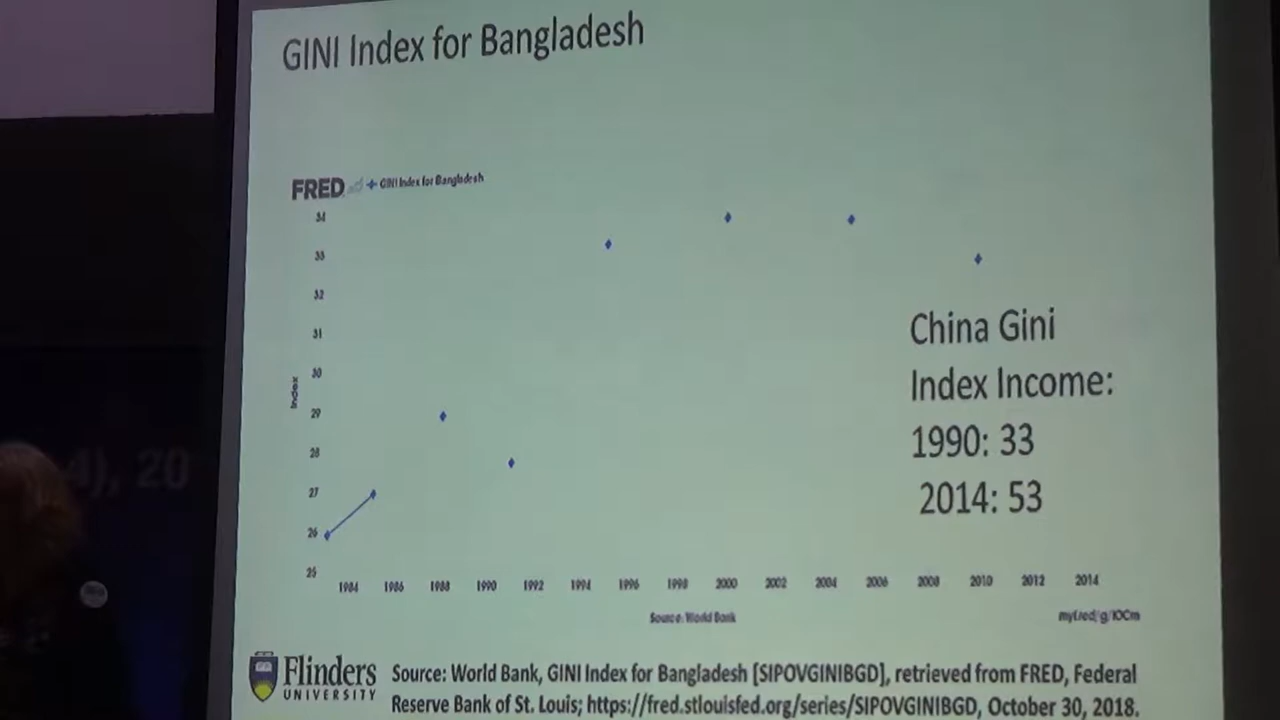 GINI Index for Bangladesh
FRED GINI Index for Bangladesh
34
33
32
31
30
29
28
27
26
25
Index
1984 1986 1988 1990 1992 1994 1996 1998 2000 2002 2004 2006 2008 2010 2012 2014
Source: World Bank
China Gini
Index Income:
1990: 33
2014: 53
4), 20
Flinders
UNIVERSITY
Source: World Bank, GINI Index for Bangladesh [SIPOVGINIBGD], retrieved from FRED, Federal
Reserve Bank of St. Louis; https://fred.stlouisfed.org/series/SIPOVGINIBGD, October 30, 2018.